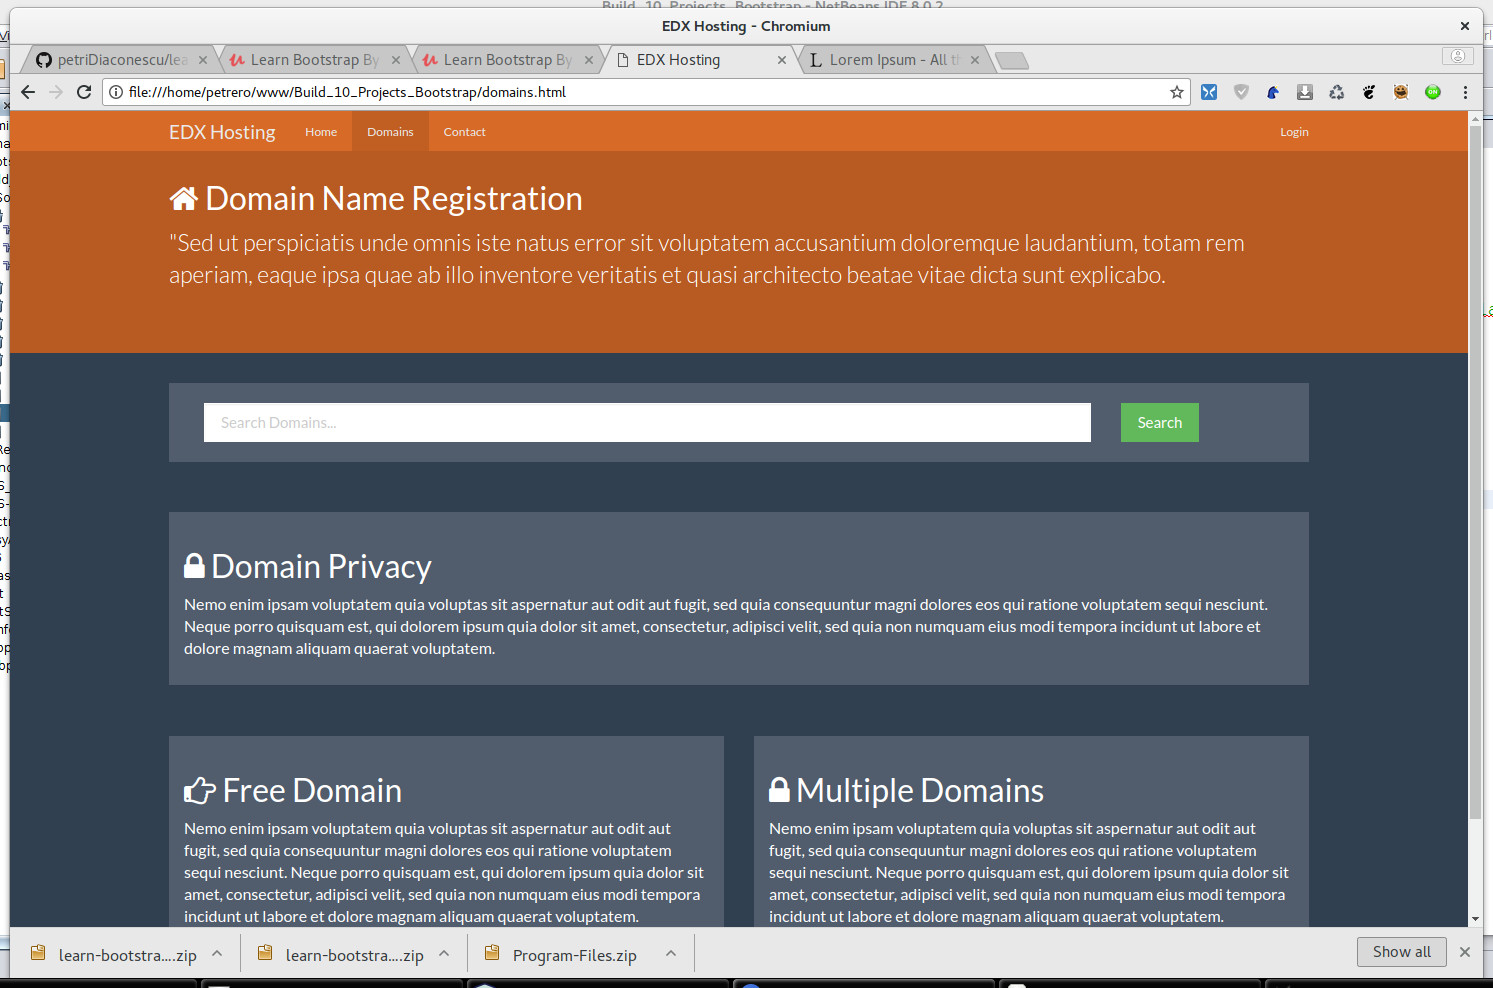 Build_10_Projects_Bootstrap - NetBeans IDE 8.0.2
EDX Hosting - Chromium
petriDiaconescu/lea
Learn Bootstrap By
Learn Bootstrap By
EDX Hosting
Lorem Ipsum - All t
file:///home/petrero/www/Build_10_Projects_Bootstrap/domains.html
EDX Hosting Home Domains Contact Login
Domain Name Registration
"Sed ut perspiciatis unde omnis iste natus error sit voluptatem accusantium doloremque laudantium, totam rem
aperiam, eaque ipsa quae ab illo inventore veritatis et quasi architecto beatae vitae dicta sunt explicabo.
Search Domains...
Search
Domain Privacy
Nemo enim ipsam voluptatem quia voluptas sit aspernatur aut odit aut fugit, sed quia consequuntur magni dolores eos qui ratione voluptatem sequi nesciunt.
Neque porro quisquam est, qui dolorem ipsum quia dolor sit amet, consectetur, adipisci velit, sed quia non numquam eius modi tempora incidunt ut labore et
dolore magnam aliquam quaerat voluptatem.
Free Domain
Nemo enim ipsam voluptatem quia voluptas sit aspernatur aut odit aut
fugit, sed quia consequuntur magni dolores eos qui ratione voluptatem
sequi nesciunt. Neque porro quisquam est, qui dolorem ipsum quia dolor sit
amet, consectetur, adipisci velit, sed quia non numquam eius modi tempora
incidunt ut labore et dolore magnam aliquam quaerat voluptatem.
Multiple Domains
Nemo enim ipsam voluptatem quia voluptas sit aspernatur aut odit aut
fugit, sed quia consequuntur magni dolores eos qui ratione voluptatem
sequi nesciunt. Neque porro quisquam est, qui dolorem ipsum quia dolor sit
amet, consectetur, adipisci velit, sed quia non numquam eius modi tempora
incidunt ut labore et dolore magnam aliquam quaerat voluptatem.
learn-bootstra....zip
learn-bootstra....zip
Program-Files.zip
Show all